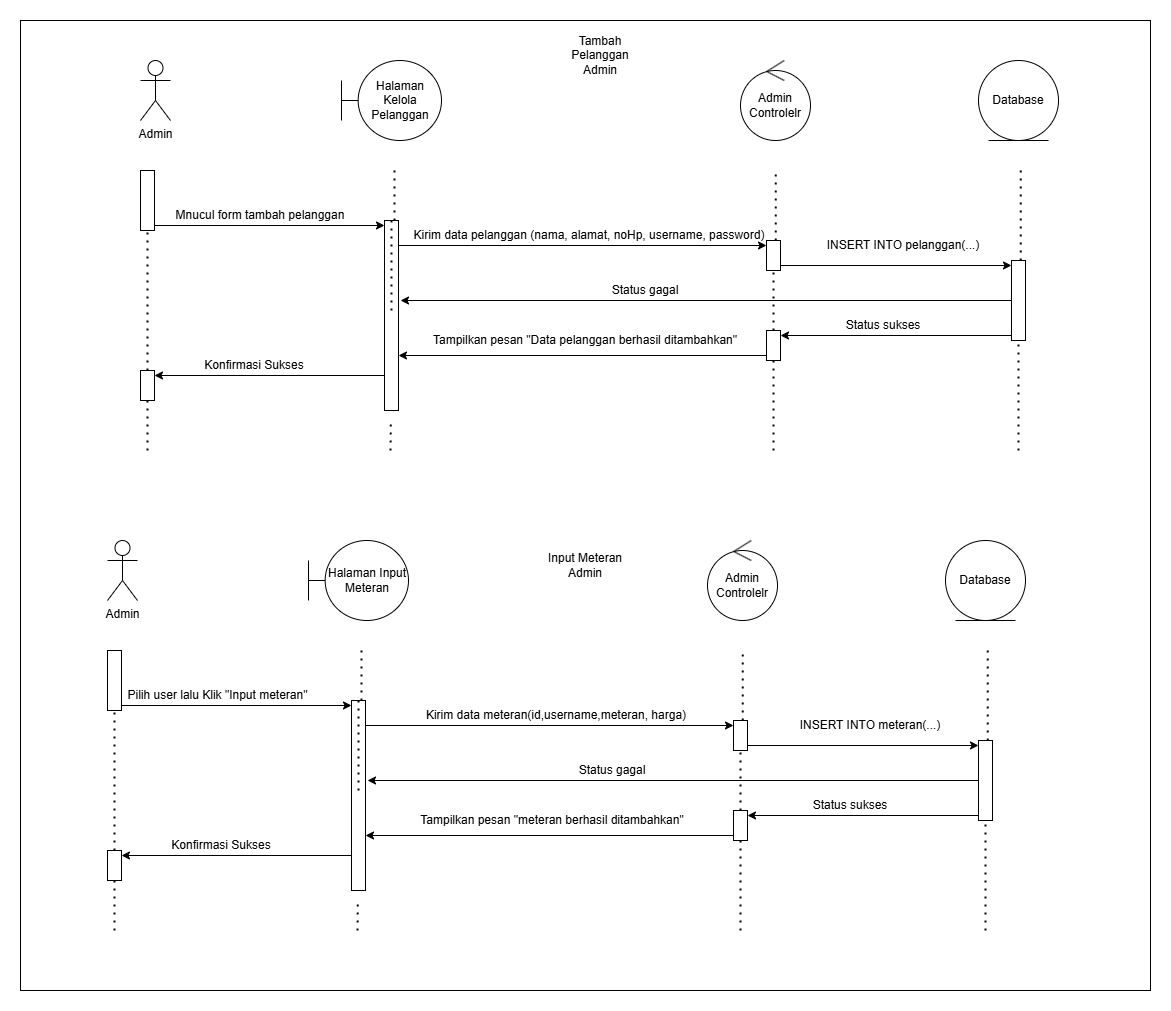 Tambah
Pelanggan
Admin
Halaman
Kelola
Pelanggan
Admin
Controlelr
Database
Admin
Mnucul form tambah pelanggan
Kirim data pelanggan (nama, alamat, noHp, username, password)
INSERT INTO pelanggan(...)
Status gagal
Status sukses
Tampilkan pesan "Data pelanggan berhasil ditambahkan"
Konfirmasi Sukses
Input Meteran
Admin
Halaman Input
Meteran
Admin
Controlelr
Database
Admin
Pilih user lalu Klik "Input meteran"
Kirim data meteran(id,username,meteran, harga)
INSERT INTO meteran(...)
Status gagal
Status sukses
Tampilkan pesan "meteran berhasil ditambahkan"
Konfirmasi Sukses